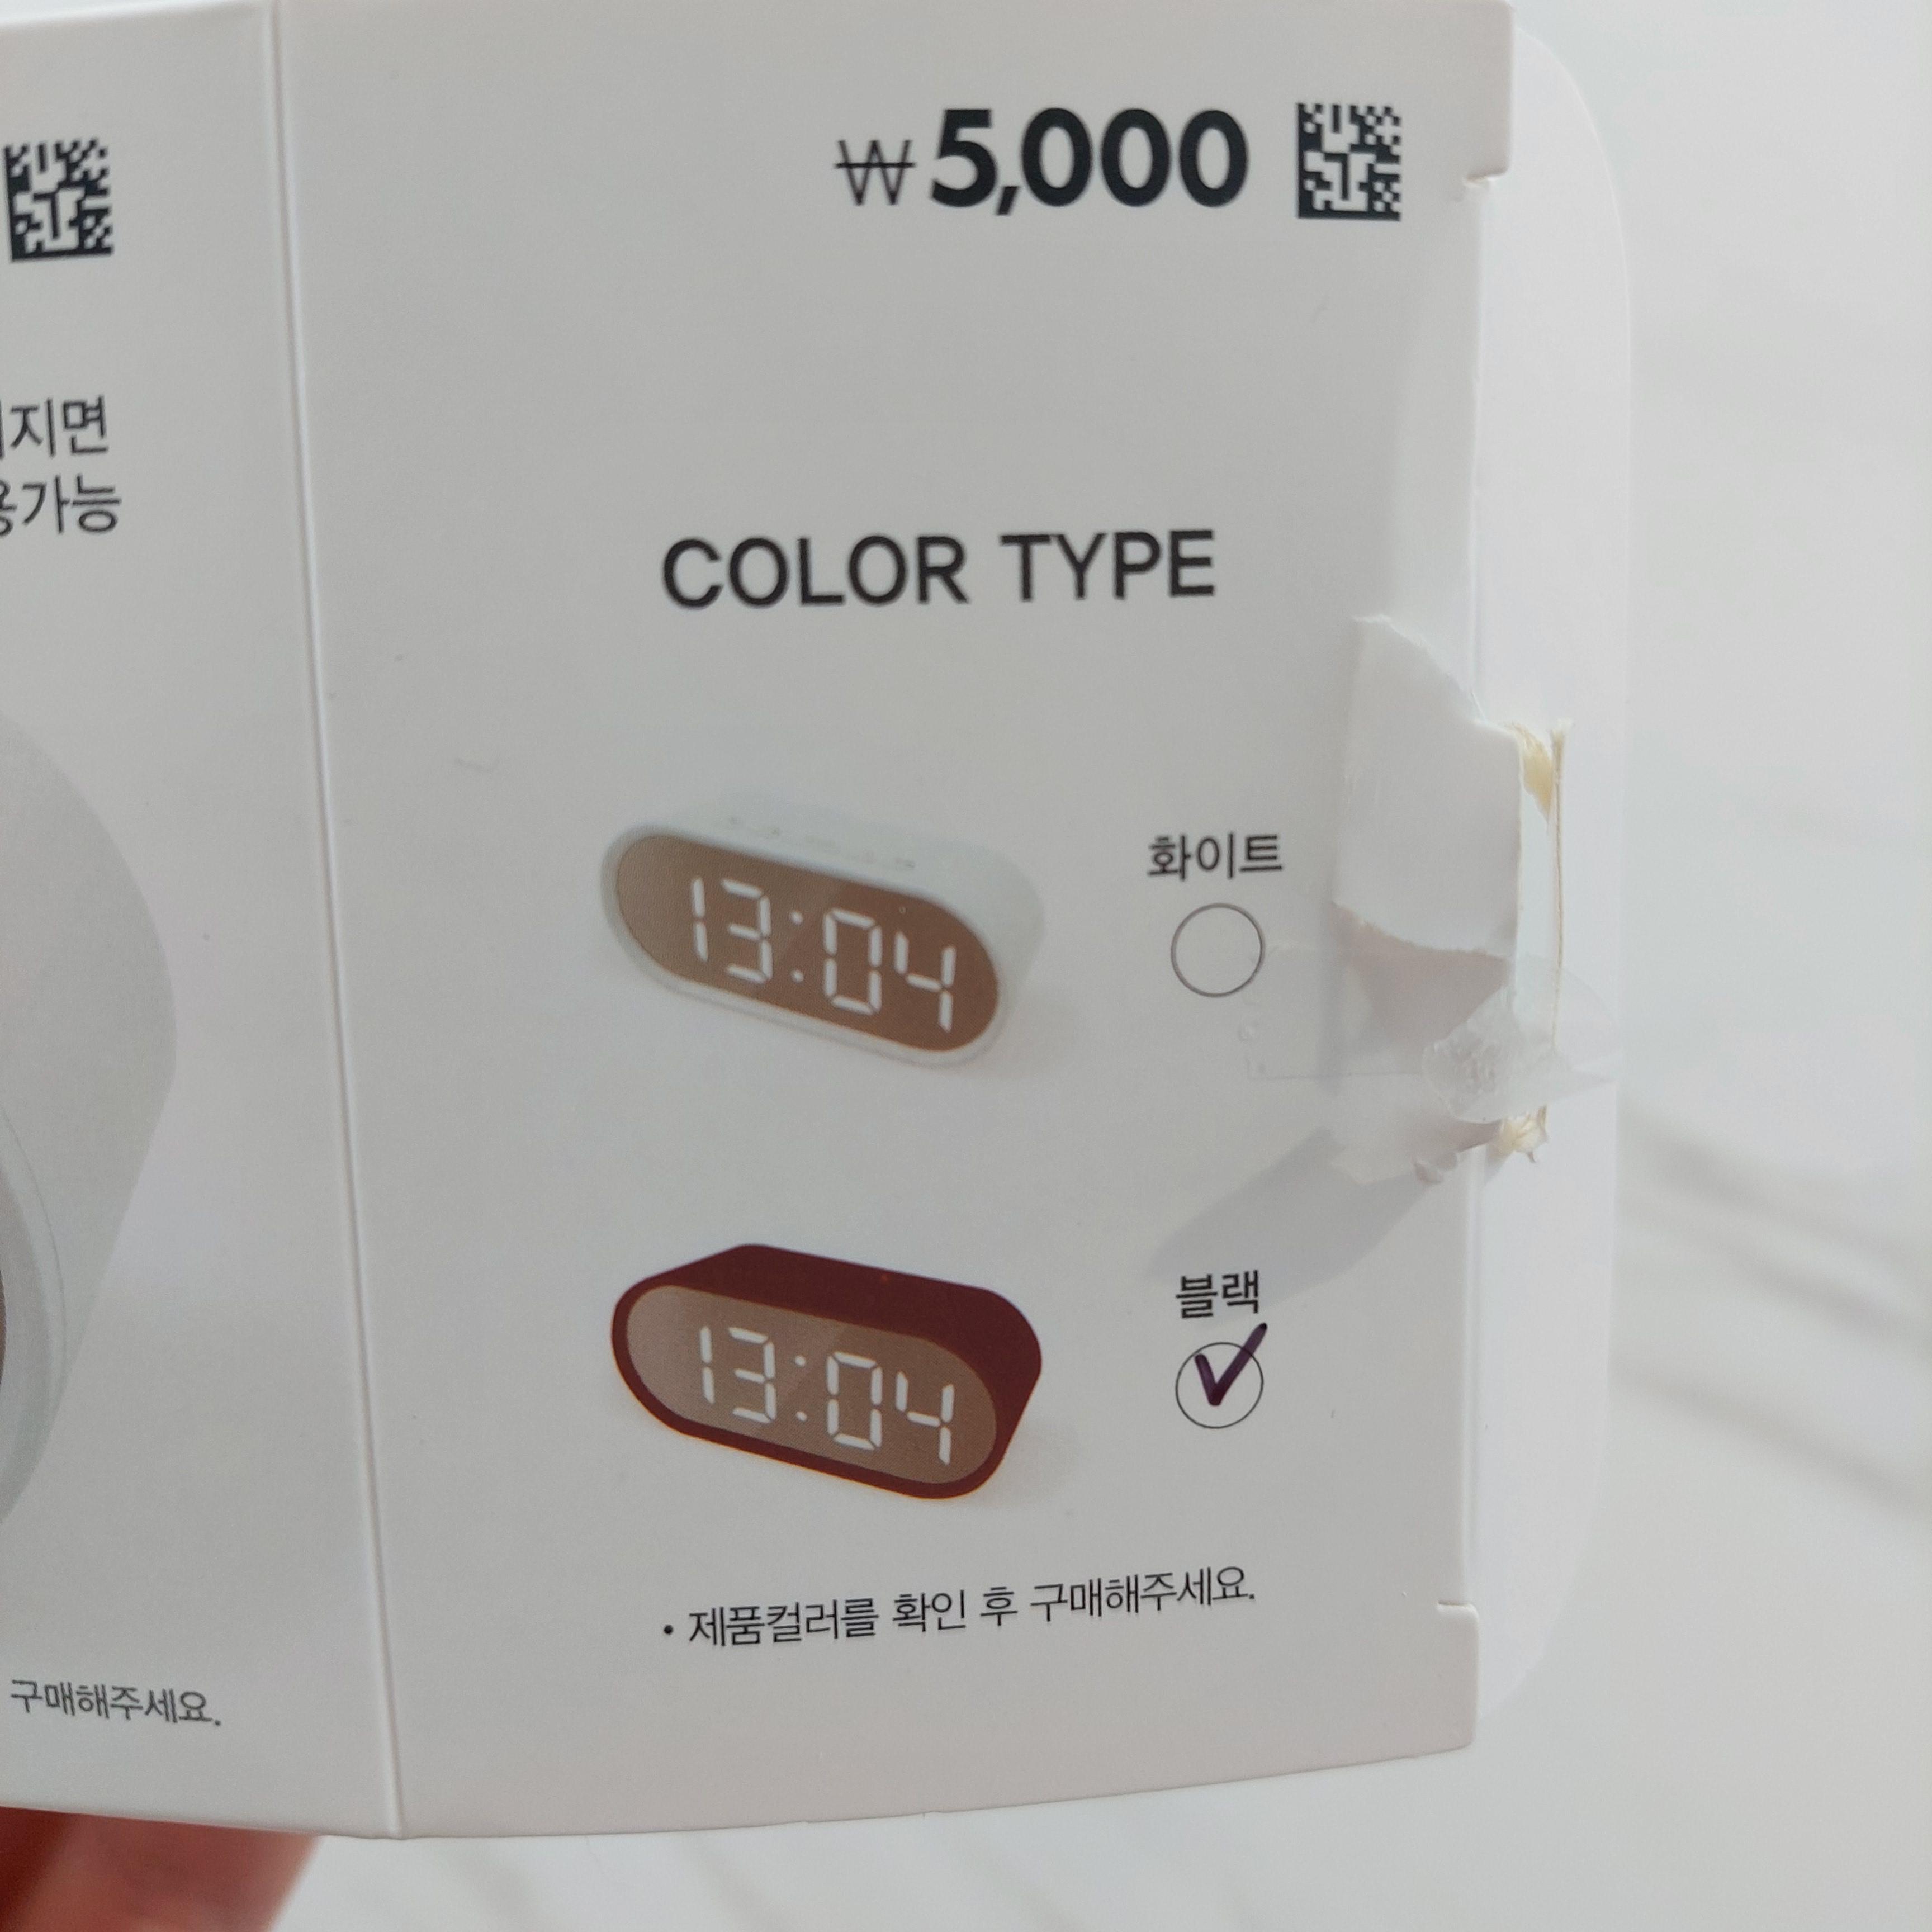 지면
가능
구매해주세요.
₩5,000
COLOR TYPE
13:04
화이트
13:04
블랙
• 제품컬러를 확인 후 구매해주세요.